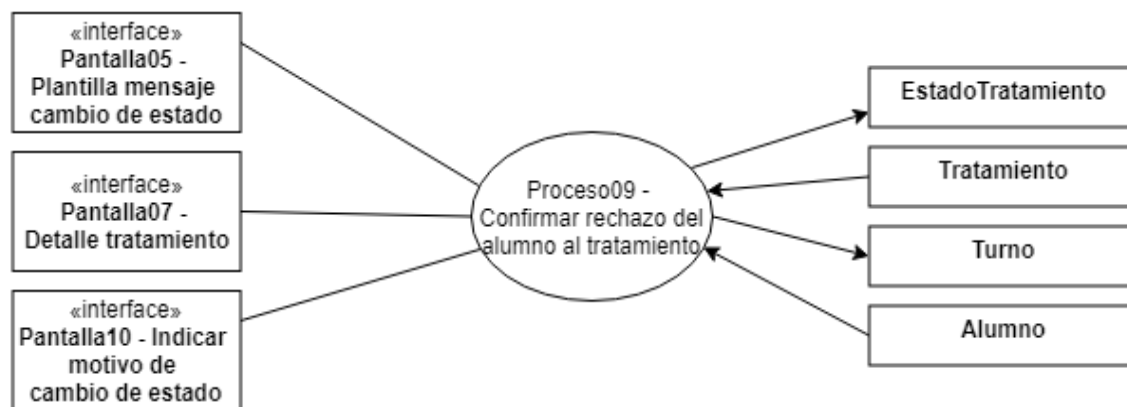 «interface»
Pantalla05 -
Plantilla mensaje
cambio de estado
«interface»
Pantalla07 -
Detalle tratamiento
«interface»
Pantalla10 - Indicar
motivo de
cambio de estado
Proceso09 -
Confirmar rechazo del
alumno al tratamiento
EstadoTratamiento
Tratamiento
Turno
Alumno